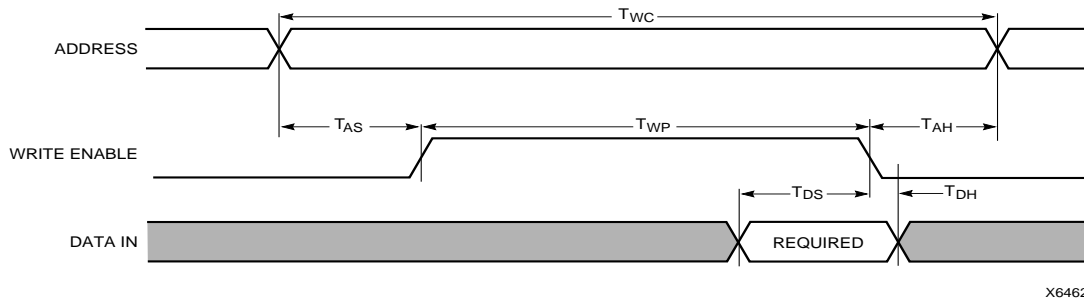 TWC
ADDRESS
TAS
TWP
TAH
WRITE ENABLE
TDS
TDH
DATA IN
REQUIRED
X6462